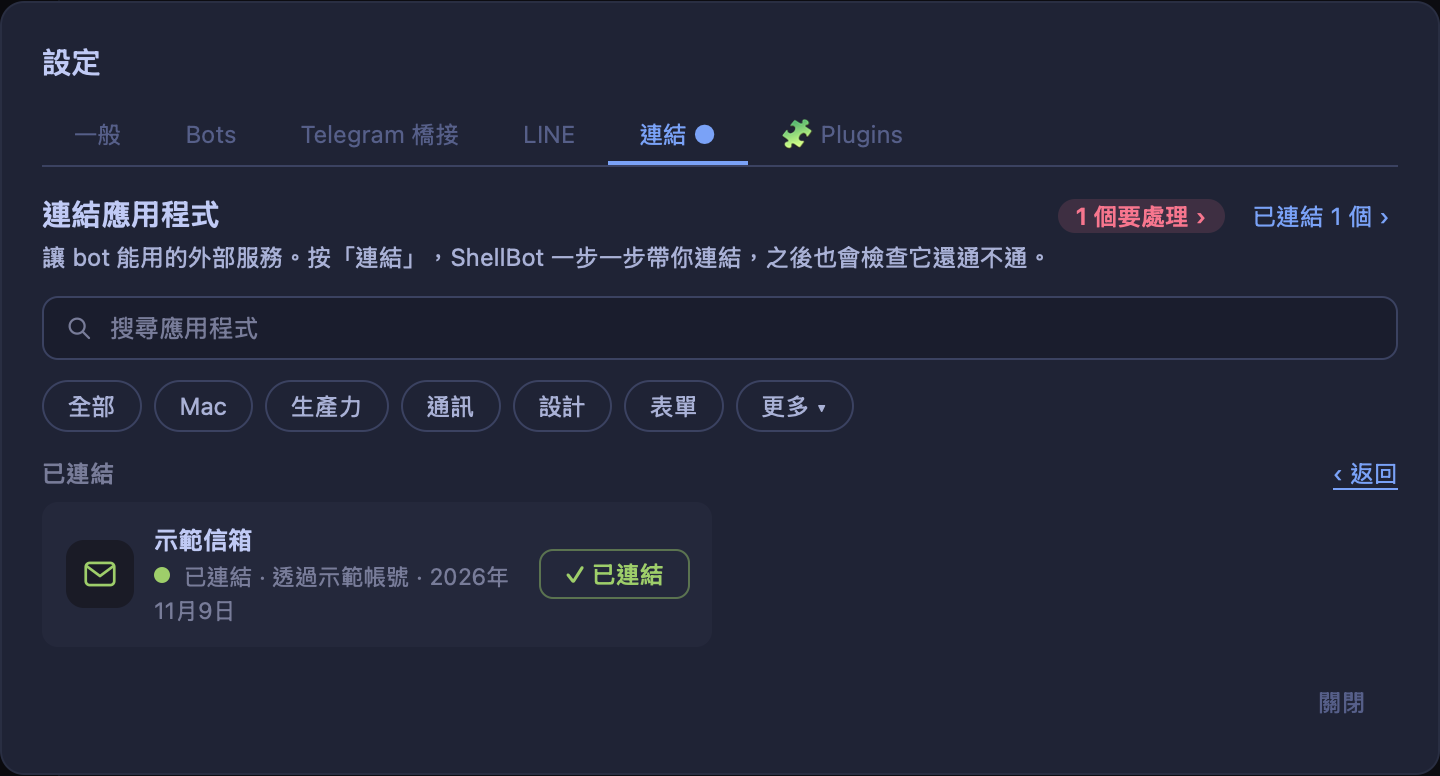 設定
一般 Bots Telegram 橋接 LINE 連結 Plugins
連結應用程式 1 個要處理 › 已連結 1 個 ›
讓 bot 能用的外部服務。按「連結」，ShellBot 一步一步帶你連結，之後也會檢查它還通不通。
搜尋應用程式
全部 Mac 生產力 通訊 設計 表單 更多 ▾
已連結 ‹ 返回
示範信箱
已連結 · 透過示範帳號 · 2026年
11月9日
✓ 已連結
關閉